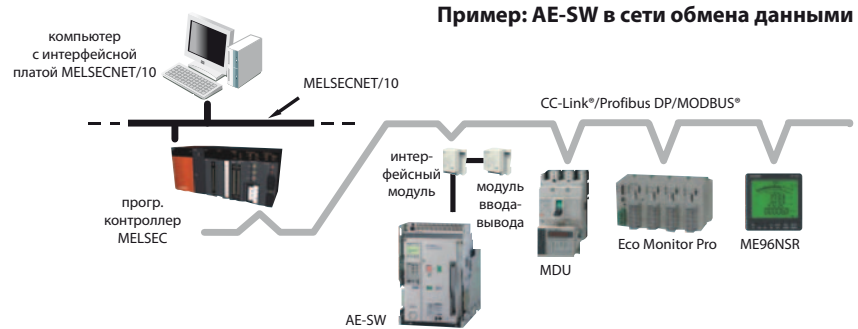 Пример: AE-SW в сети обмена данными
компьютер
с интерфейсной
платой MELSECNET/10
MELSECNET/10
CC-Link®/Profibus DP/MODBUS®
интер-
фейсный
модуль
модуль
ввода-
вывода
прогр.
контроллер
MELSEC
AE-SW
MDU
Eco Monitor Pro
ME96NSR